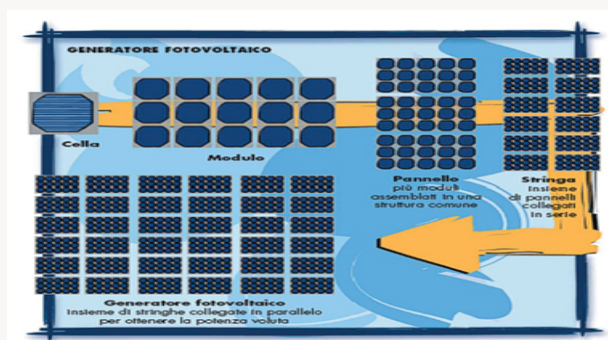 GENERATORE FOTOVOLTAICO
Cella
Modulo
Pannello
più moduli
assemblati in una
struttura comune
Stringa
insieme
di pannelli
collegati
in serie
Generatore fotovoltaico
insieme di stringhe collegate in parallelo
per ottenere la potenza voluta